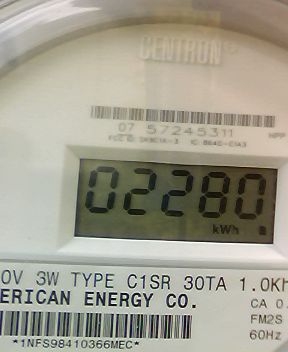 CENTRON
07 57245311 HPP
02280
kWh
0V 3W TYPE C1SR 30TA 1.0Kh
ERICAN ENERGY CO.
CA 0.
FM2S
60Hz
*1NFS98410366MEC*